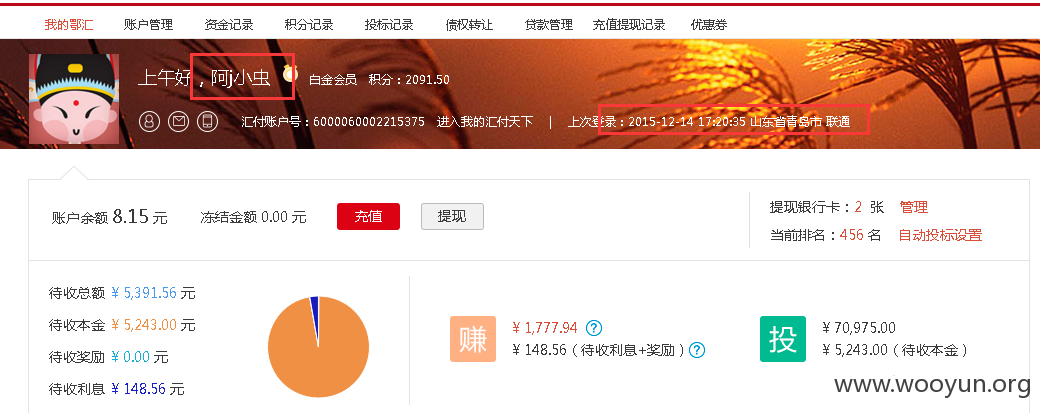 我的鄂汇 账户管理 资金记录 积分记录 投标记录 债权转让 贷款管理 充值提现记录 优惠券
上午好，阿j小虫 白金会员 积分：2091.50
汇付账户号：6000060002215375 进入我的汇付天下 | 上次登录：2015-12-14 17:20:35 山东省青岛市 联通
账户余额 8.15 元 冻结金额 0.00 元 充值 提现
提现银行卡：2 张 管理
当前排名：456 名 自动投标设置
待收总额 ¥ 5,391.56 元
待收本金 ¥ 5,243.00 元
待收奖励 ¥ 0.00 元
待收利息 ¥ 148.56 元
赚
¥ 1,777.94 ?
¥ 148.56（待收利息+奖励）?
投
¥ 70,975.00
¥ 5,243.00（待收本金）
www.wooyun.org